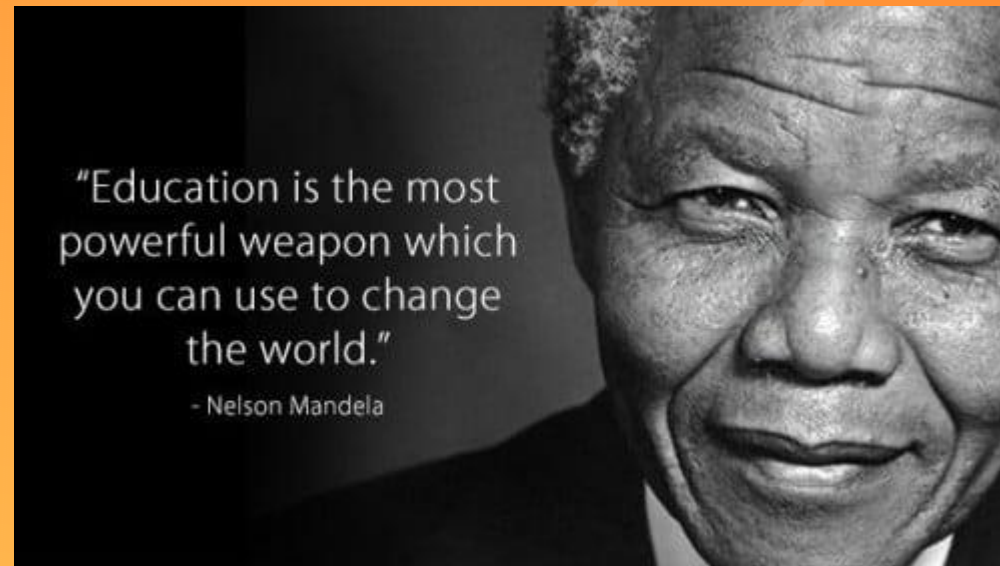 “Education is the most
powerful weapon which
you can use to change
the world.”
- Nelson Mandela